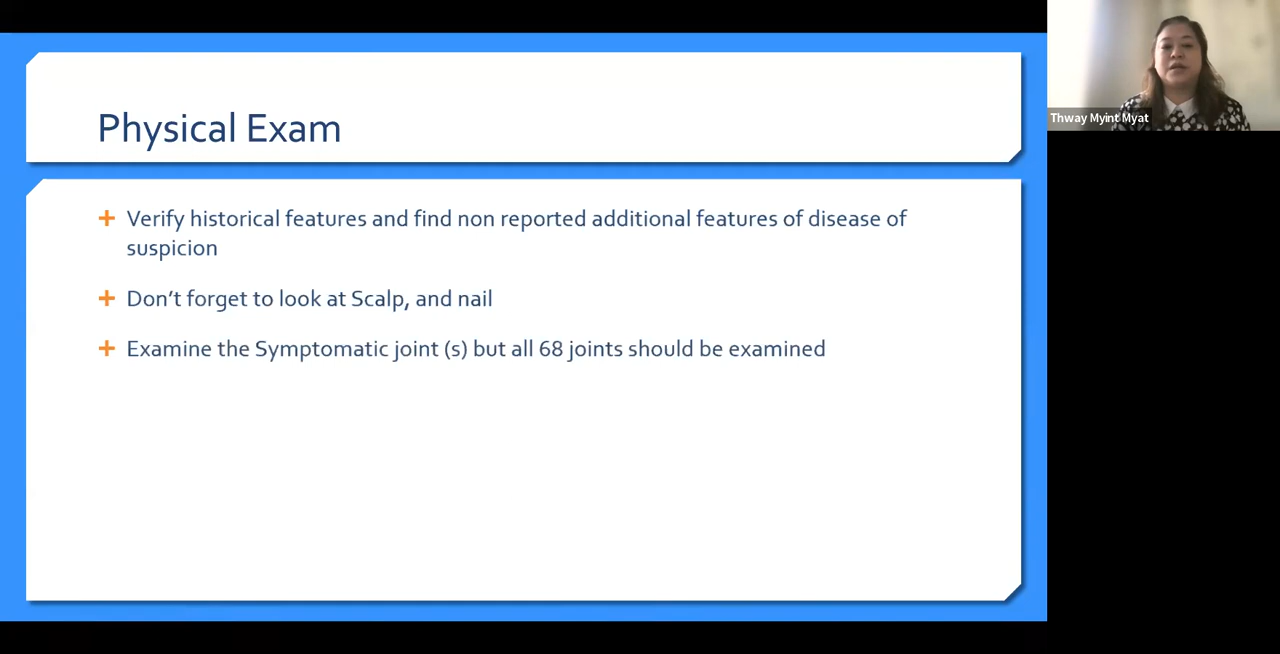 Physical Exam
Verify historical features and find non reported additional features of disease of
suspicion
Don’t forget to look at Scalp, and nail
Examine the Symptomatic joint (s) but all 68 joints should be examined
Thway Myint Myat